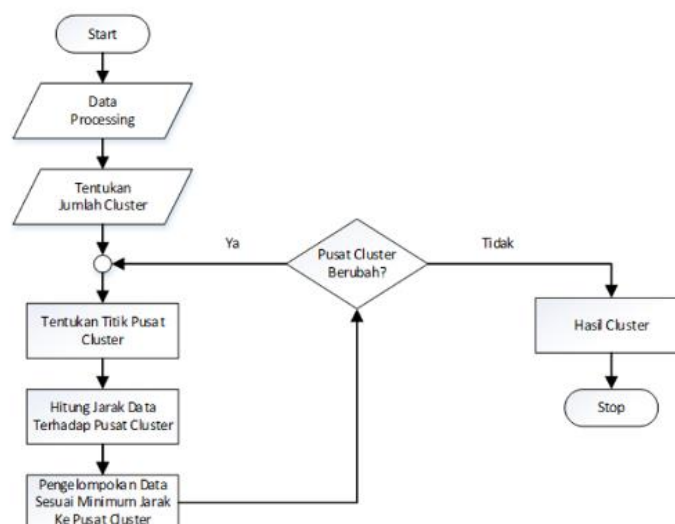 Start
Data
Processing
Tentukan
Jumlah Cluster
Ya
Pusat Cluster
Berubah?
Tidak
Tentukan Titik Pusat
Cluster
Hasil Cluster
Hitung Jarak Data
Terhadap Pusat Cluster
Stop
Pengelompokan Data
Sesuai Minimum Jarak
Ke Pusat Cluster